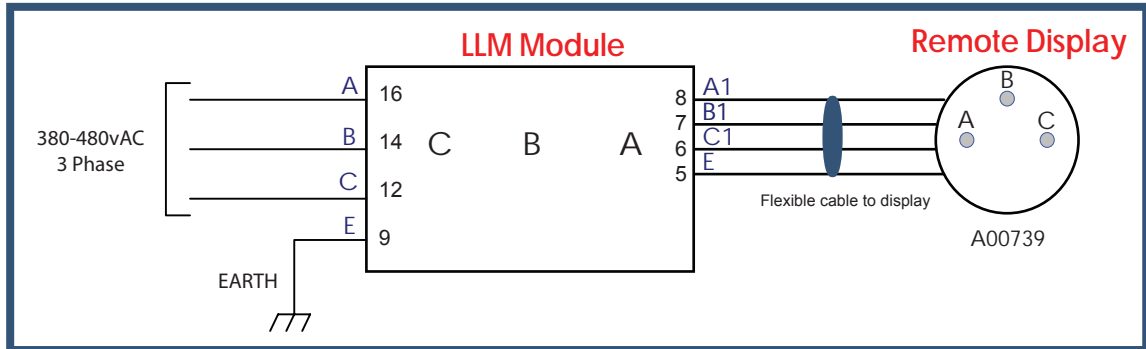 LLM Module
Remote Display
380-480vAC
3 Phase
A
16
B
14
C
12
E
9
EARTH
C B A
8
A1
7
B1
6
C1
5
E
Flexible cable to display
B
A
C
A00739